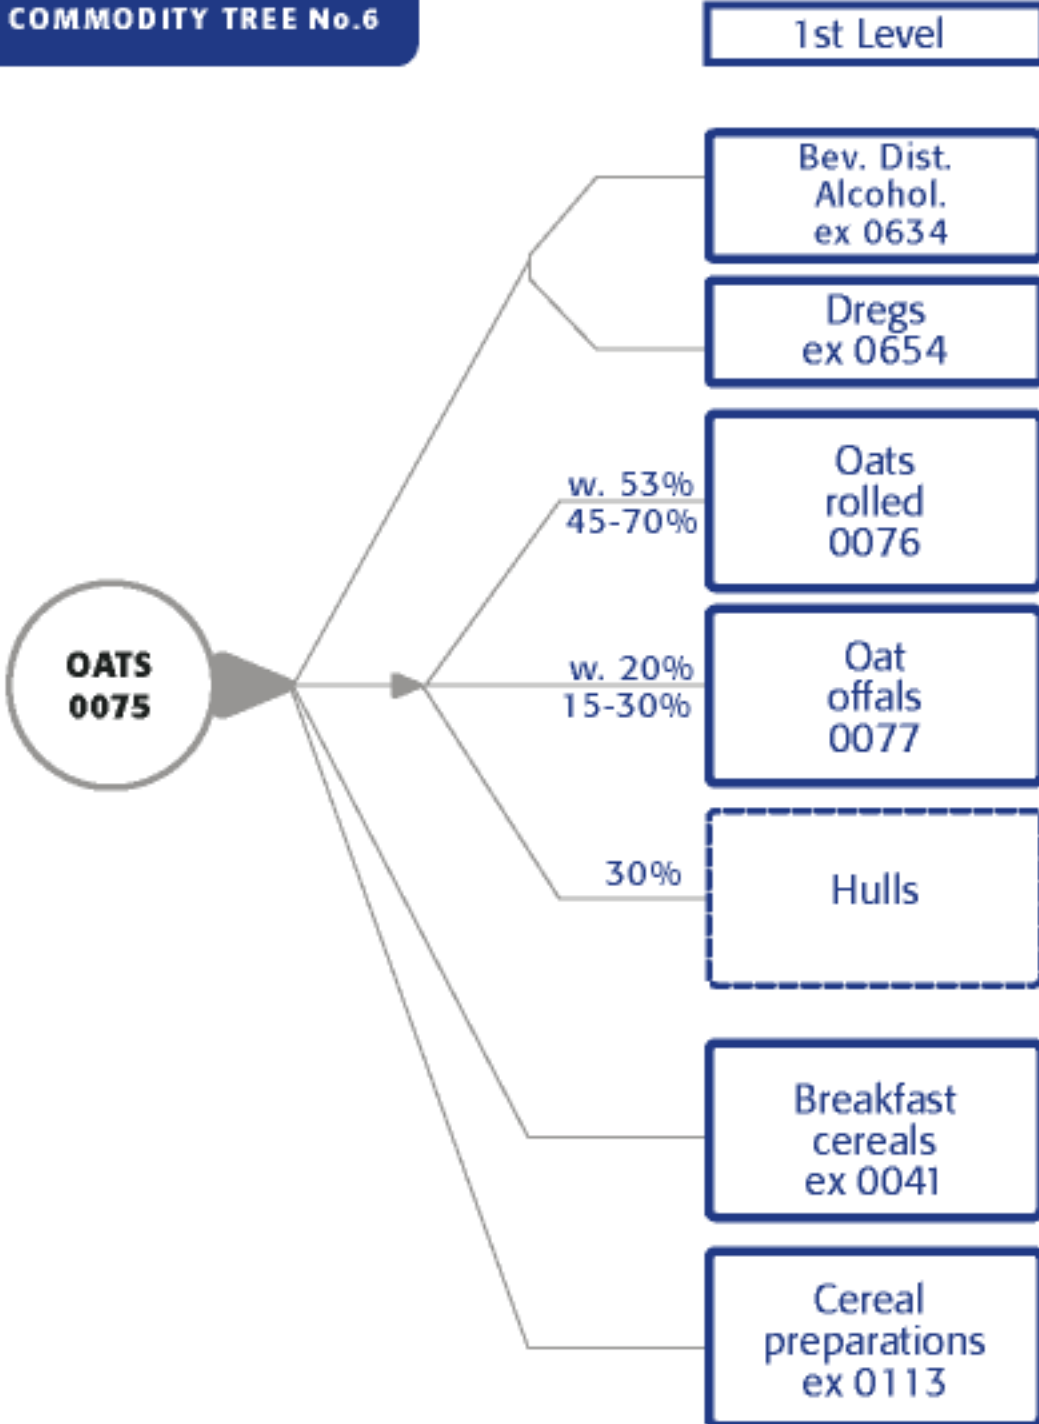 COMMODITY TREE No.6
1st Level
Bev. Dist.
Alcohol.
ex 0634
Dregs
ex 0654
w. 53%
45-70%
Oats
rolled
0076
OATS
0075
w. 20%
15-30%
Oat
offals
0077
30%
Hulls
Breakfast
cereals
ex 0041
Cereal
preparations
ex 0113